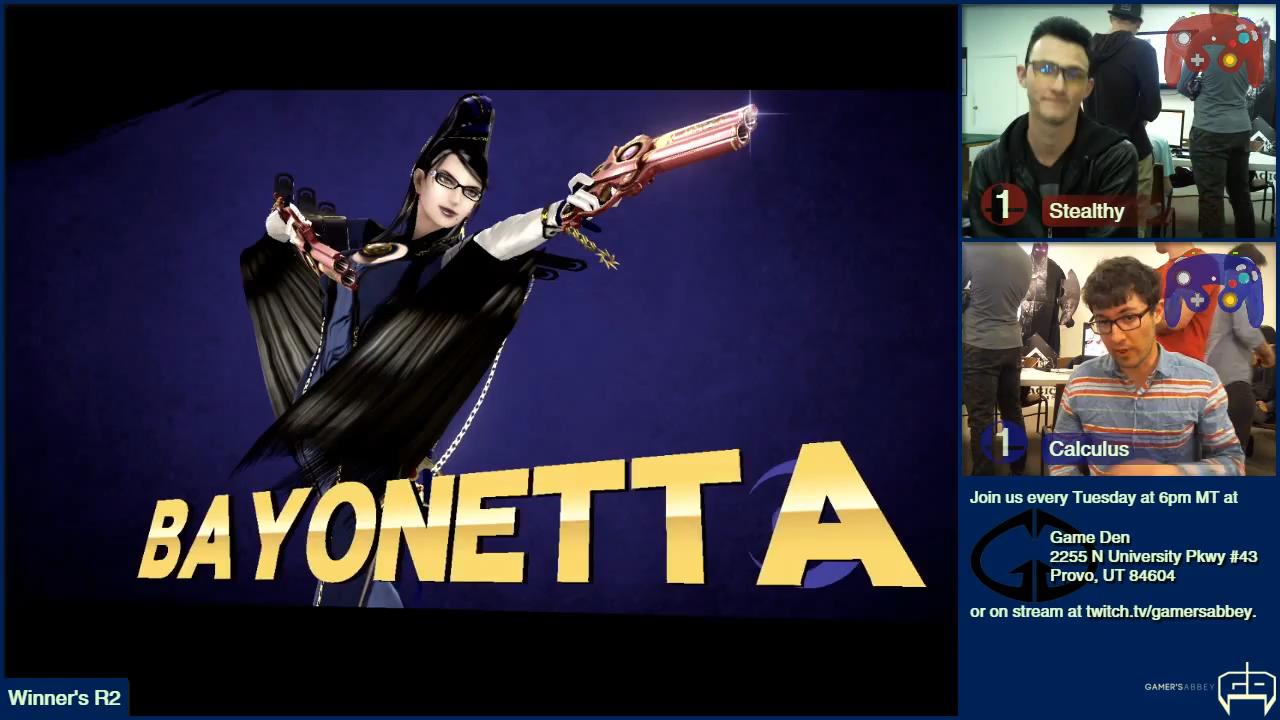 BAYONETTA
Winner's R2
1
Stealthy
1
Calculus
Join us every Tuesday at 6pm MT at
Game Den
2255 N University Pkwy #43
Provo, UT 84604
or on stream at twitch.tv/gamersabbey.
GAMER'SABBEY